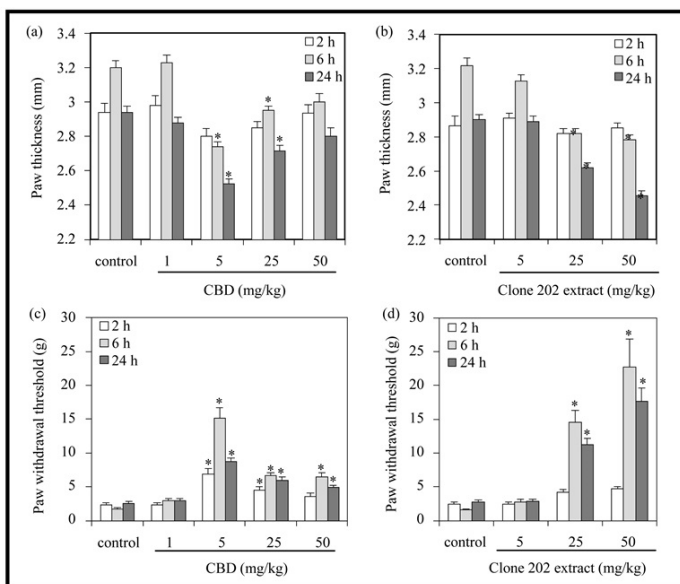 (a)
2 h
6 h
24 h
3.4
3.2
3
2.8
2.6
2.4
2.2
Paw thickness (mm)
* * * *
control 1 5 25 50
CBD (mg/kg)
(b)
2 h
6 h
24 h
3.4
3.2
3
2.8
2.6
2.4
2.2
Paw thickness (mm)
* * * *
control 5 25 50
Clone 202 extract (mg/kg)
(c)
2 h
6 h
24 h
30
25
20
15
10
5
0
Paw withdrawal threshold (g)
* * * * * * * *
control 1 5 25 50
CBD (mg/kg)
(d)
2 h
6 h
24 h
30
25
20
15
10
5
0
Paw withdrawal threshold (g)
* * * *
control 5 25 50
Clone 202 extract (mg/kg)